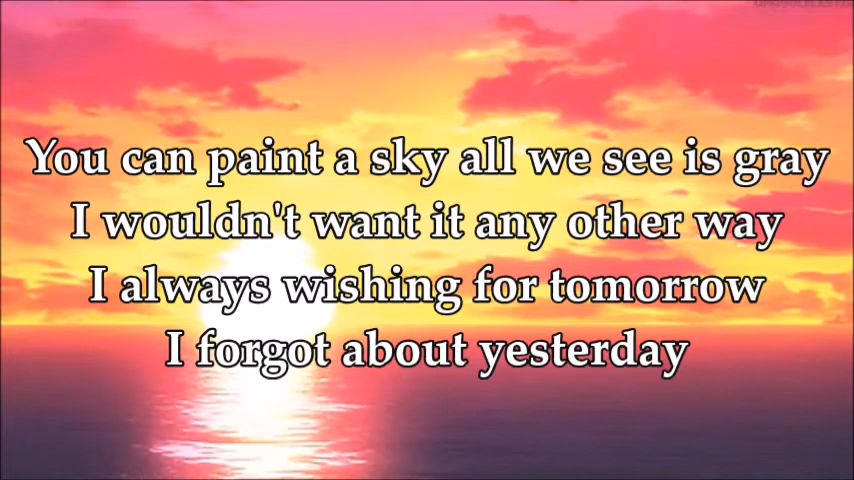 You can paint a sky all we see is gray
I wouldn't want it any other way
I always wishing for tomorrow
I forgot about yesterday